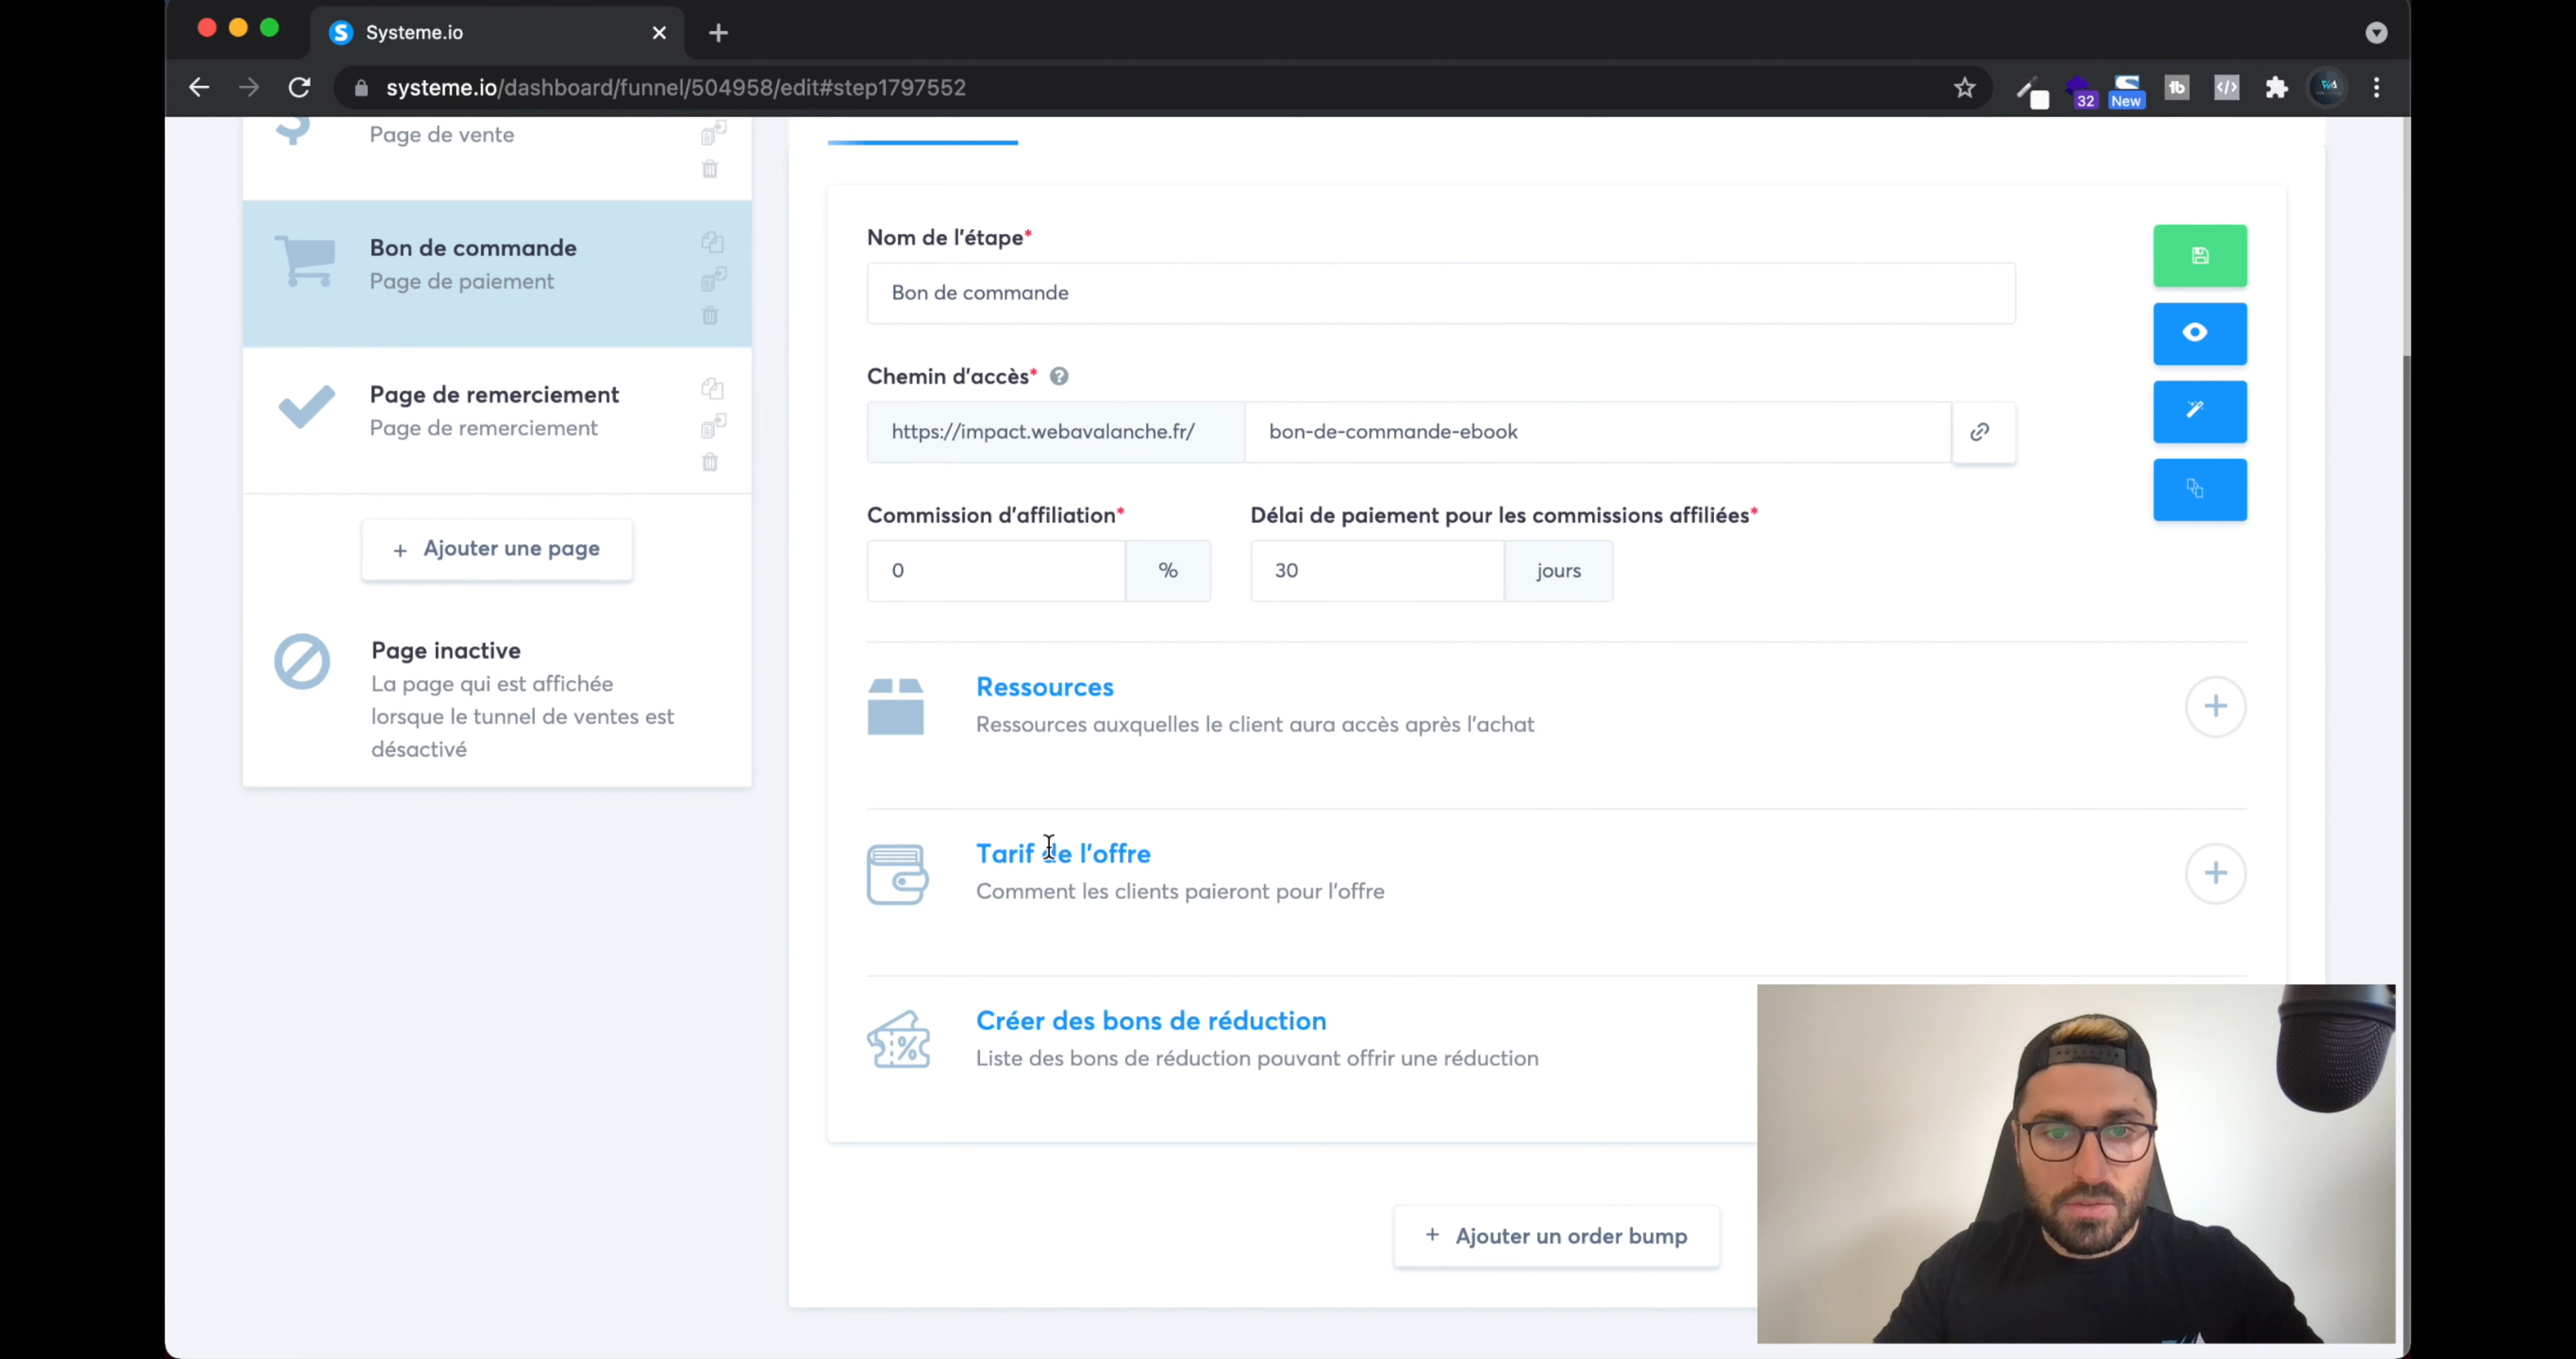 Systeme.io
systeme.io/dashboard/funnel/504958/edit#step1797552
32
New
Page de vente
Bon de commande
Page de paiement
Page de remerciement
Page de remerciement
+ Ajouter une page
Page inactive
La page qui est affichée
lorsque le tunnel de ventes est
désactivé
Nom de l'étape*
Bon de commande
Chemin d'accès* ?
https://impact.webavalanche.fr/ bon-de-commande-ebook
Commission d'affiliation* Délai de paiement pour les commissions affiliées*
0 % 30 jours
Ressources
Ressources auxquelles le client aura accès après l'achat
Tarif de l'offre
Comment les clients paieront pour l'offre
Créer des bons de réduction
Liste des bons de réduction pouvant offrir une réduction
+ Ajouter un order bump